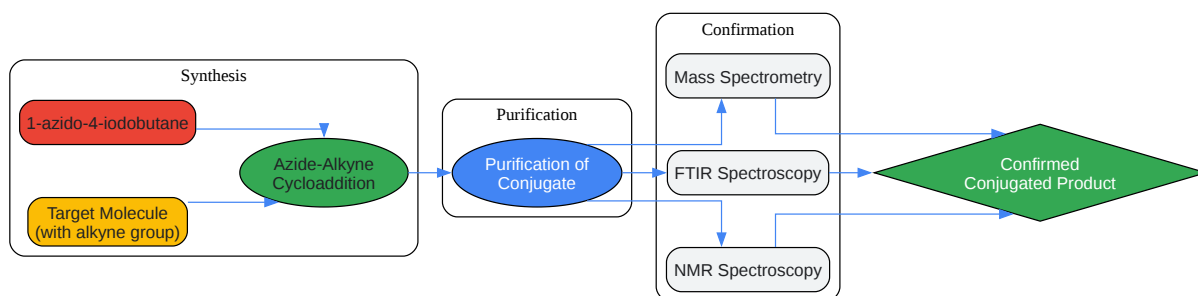 Synthesis
1-azido-4-iodobutane
Target Molecule
(with alkyne group)
Azide-Alkyne
Cycloaddition
Purification
Purification of
Conjugate
Confirmation
Mass Spectrometry
FTIR Spectroscopy
NMR Spectroscopy
Confirmed
Conjugated Product